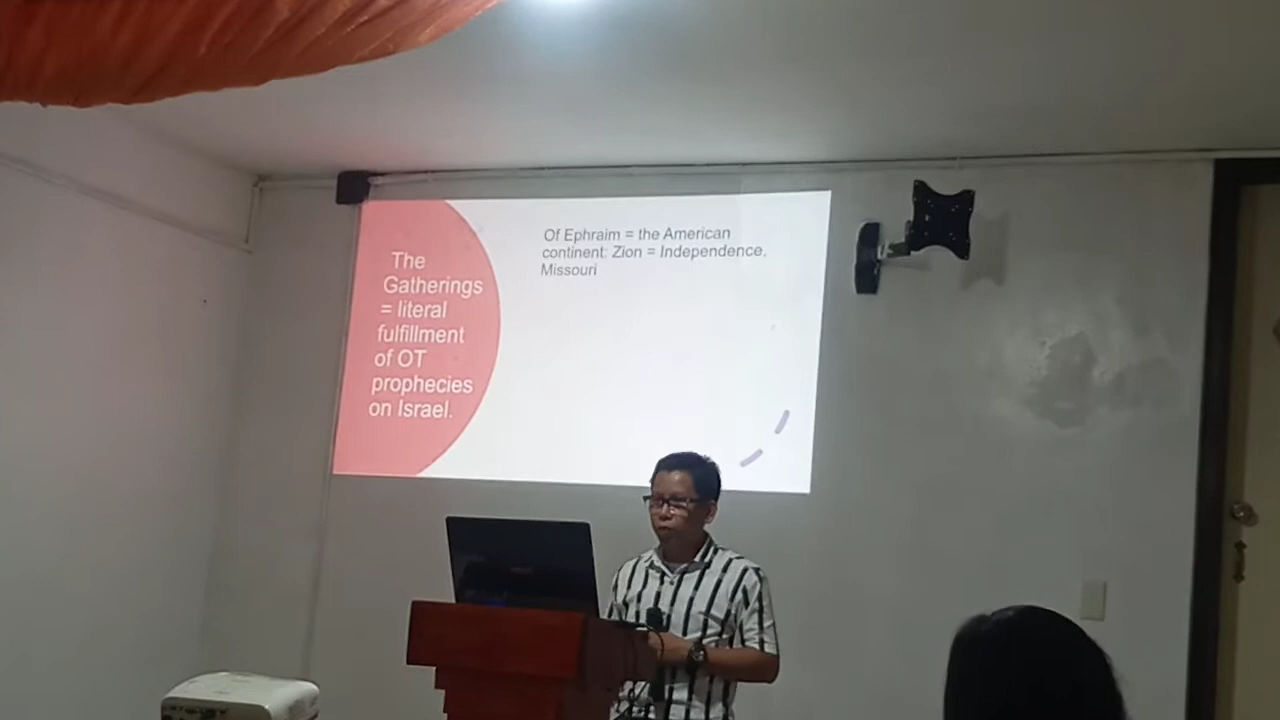 The
Gatherings
= literal
fulfillment
of OT
prophecies
on Israel.
Of Ephraim = the American
continent: Zion = Independence,
Missouri